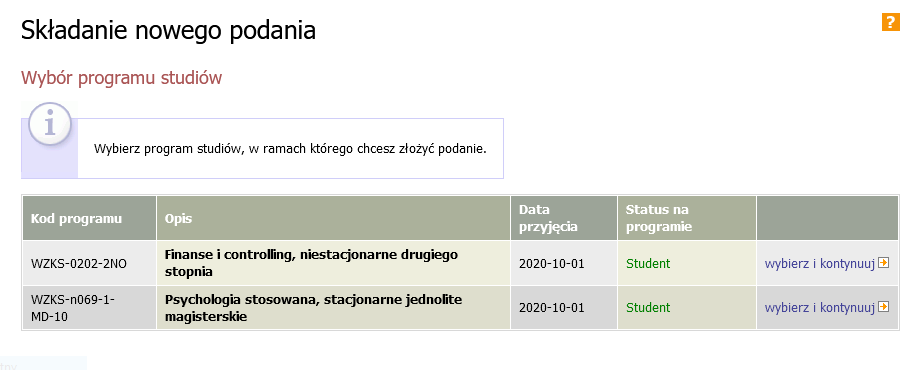 Składanie nowego podania
?
Wybór programu studiów
i
Wybierz program studiów, w ramach którego chcesz złożyć podanie.
Kod programu Opis Data przyjęcia Status na programie
WZKS-0202-2NO Finanse i controlling, niestacjonarne drugiego stopnia 2020-10-01 Student wybierz i kontynuuj
WZKS-n069-1-MD-10 Psychologia stosowana, stacjonarne jednolite magisterskie 2020-10-01 Student wybierz i kontynuuj